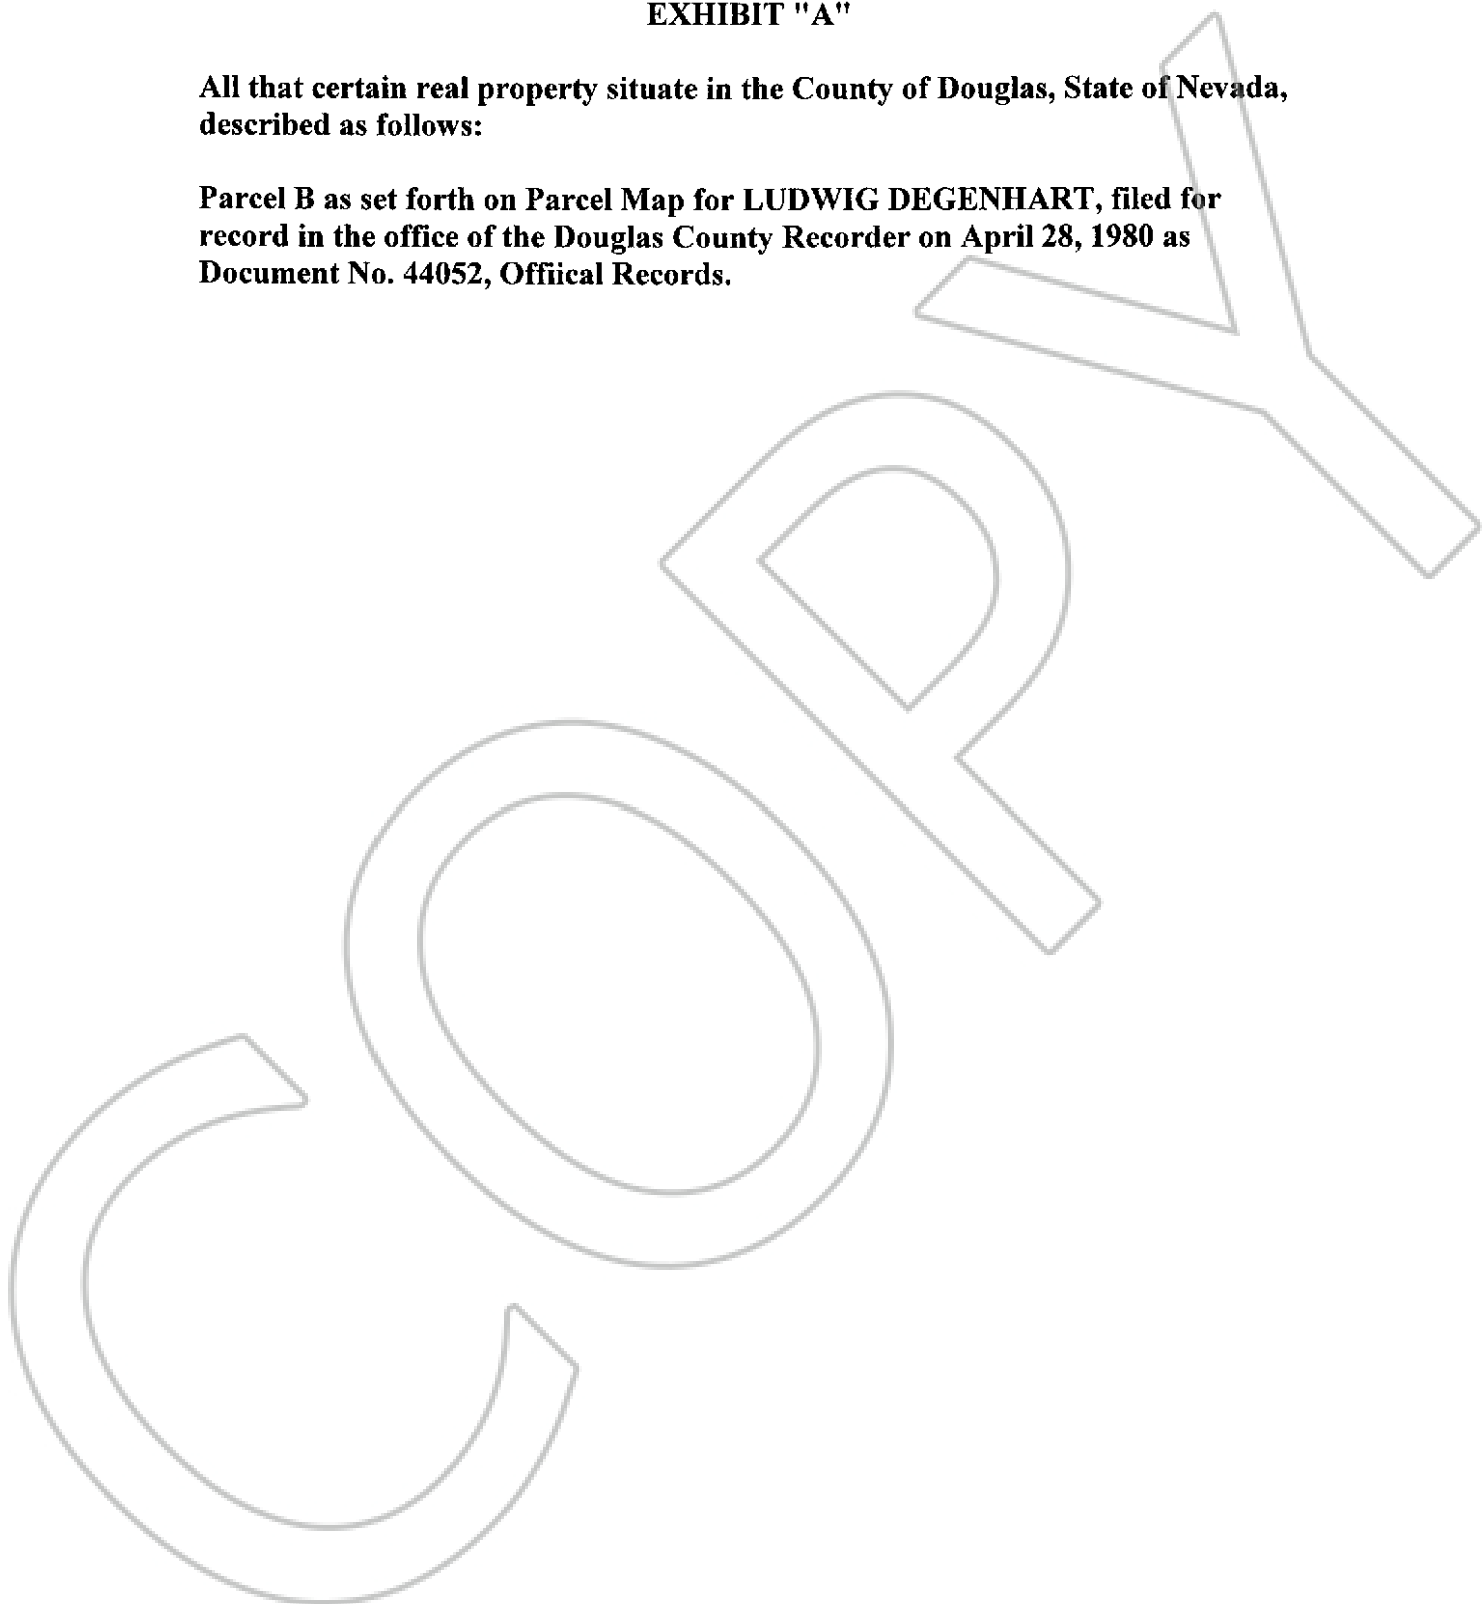 EXHIBIT "A"
All that certain real property situate in the County of Douglas, State of Nevada,
described as follows:
Parcel B as set forth on Parcel Map for LUDWIG DEGENHART, filed for
record in the office of the Douglas County Recorder on April 28, 1980 as
Document No. 44052, Offiical Records.
COPY